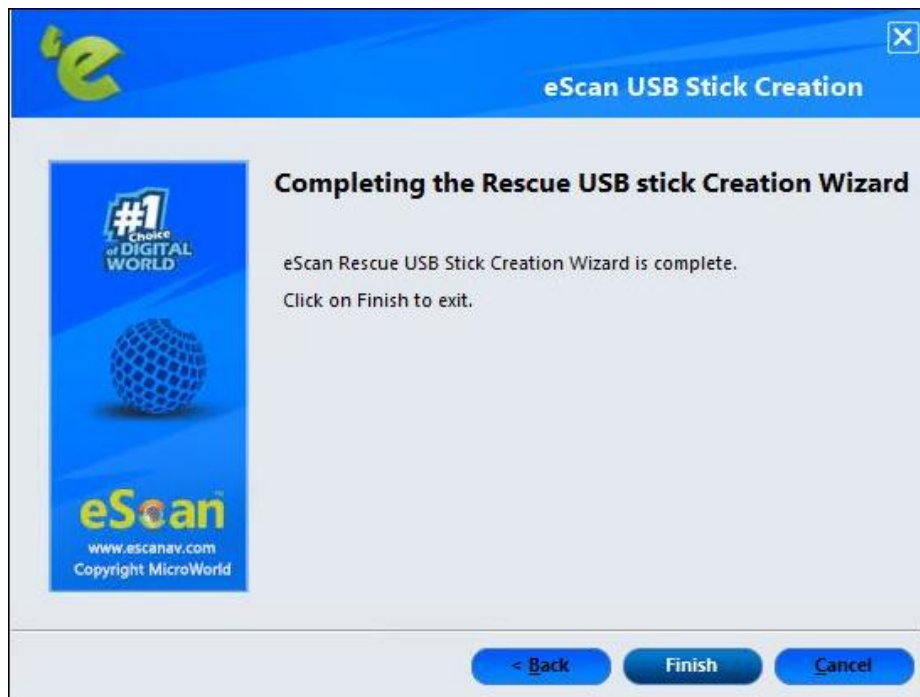 eScan USB Stick Creation
Completing the Rescue USB stick Creation Wizard
#1
Choice
of DIGITAL
WORLD
eScan Rescue USB Stick Creation Wizard is complete.
Click on Finish to exit.
eScan
www.escanav.com
Copyright MicroWorld
< Back
Finish
Cancel